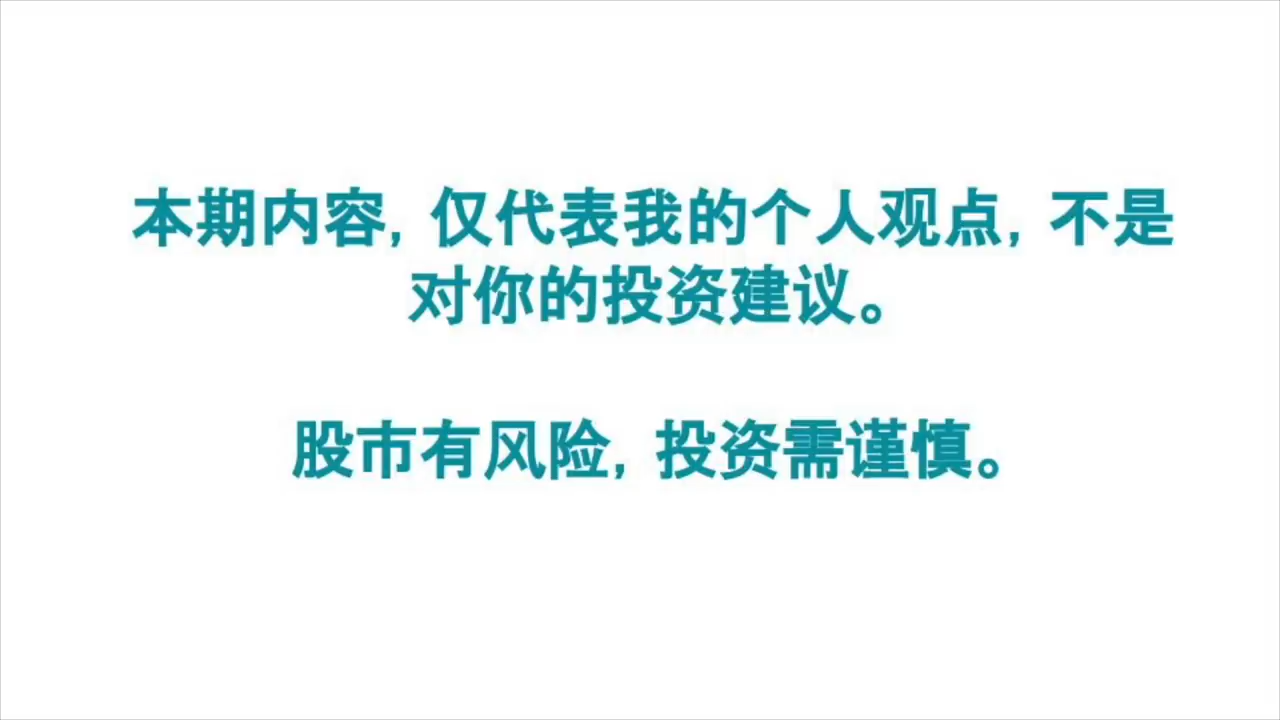 本期内容, 仅代表我的个人观点, 不是
对你的投资建议。
股市有风险, 投资需谨慎。